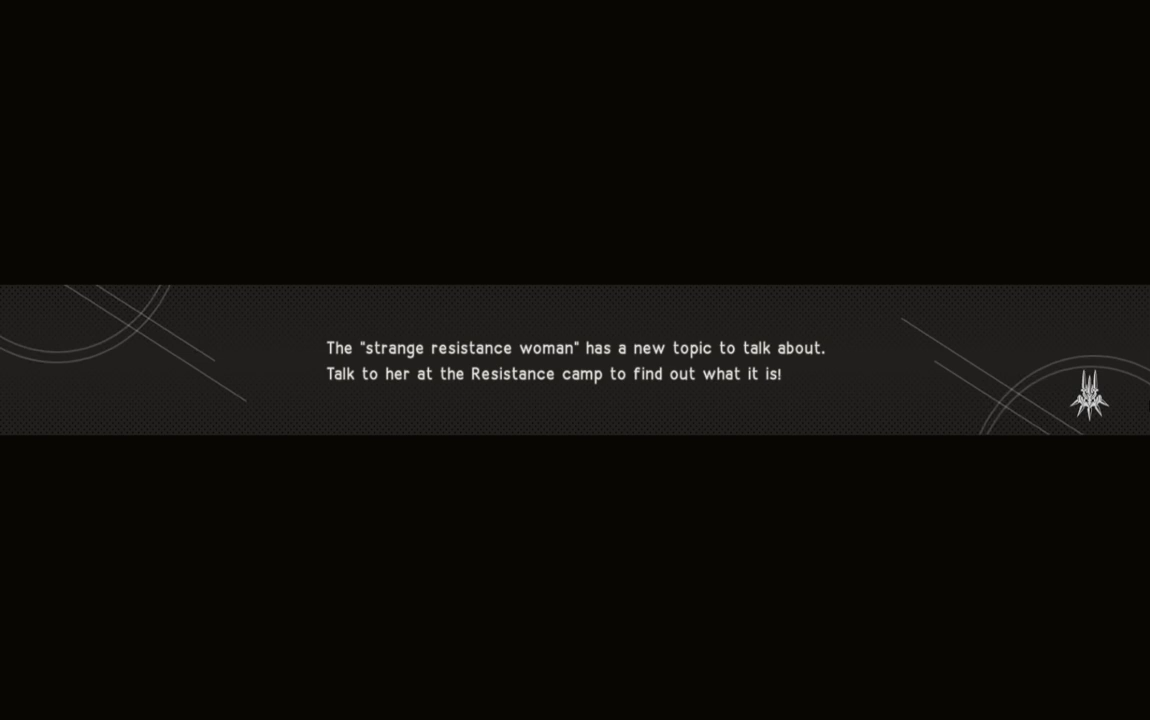 The "strange resistance woman" has a new topic to talk about.
Talk to her at the Resistance camp to find out what it is!